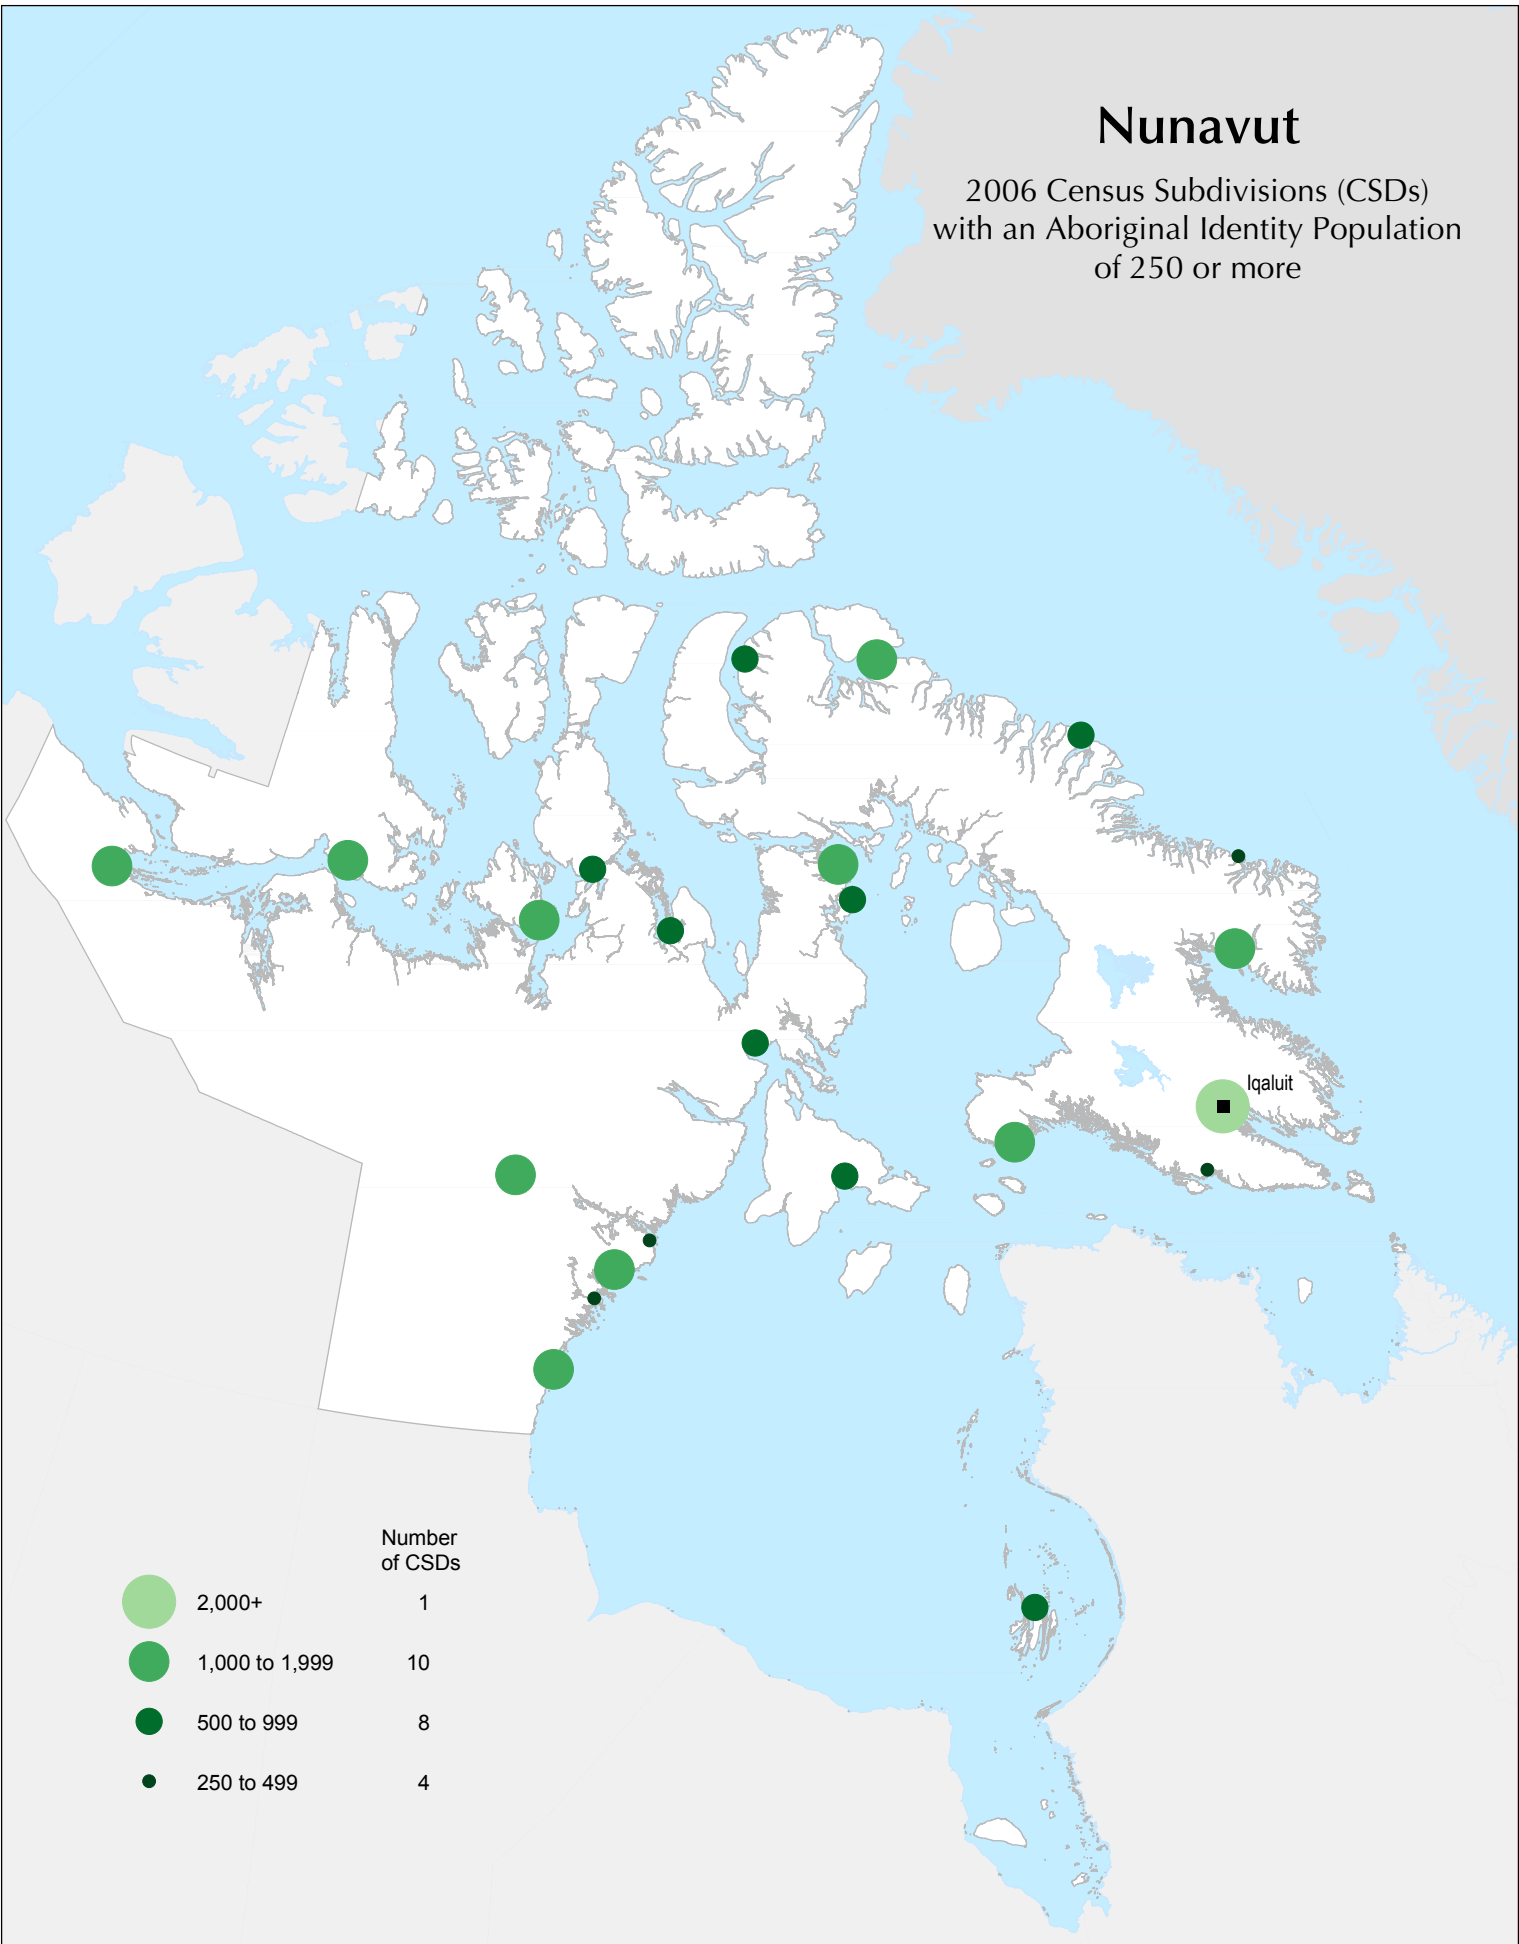 Nunavut
2006 Census Subdivisions (CSDs)
with an Aboriginal Identity Population
of 250 or more
Iqaluit
Number
of CSDs
2,000+ 1
1,000 to 1,999 10
500 to 999 8
250 to 499 4